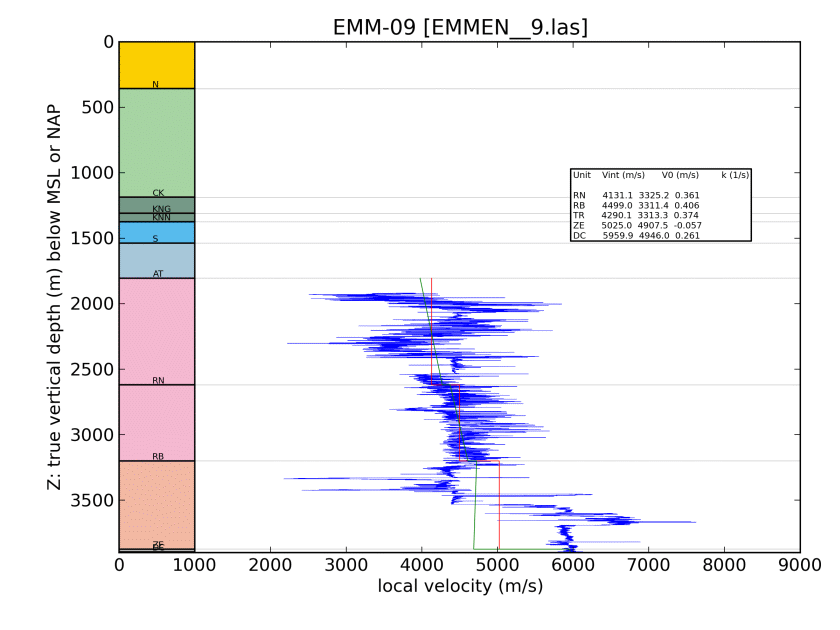 EMM-09 [EMMEN__9.las]
0
500
1000
1500
2000
2500
3000
3500
Z: true vertical depth (m) below MSL or NAP
N
CK
KNG
KNN
S
AT
RN
RB
ZE
Unit Vint (m/s) V0 (m/s) k (1/s)
RN 4131.1 3325.2 0.361
RB 4499.0 3311.4 0.406
TR 4290.1 3313.3 0.374
ZE 5025.0 4907.5 -0.057
DC 5959.9 4946.0 0.261
0 1000 2000 3000 4000 5000 6000 7000 8000 9000
local velocity (m/s)